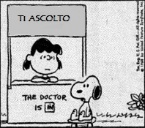 TI ASCOLTO
THE DOCTOR
IS IN